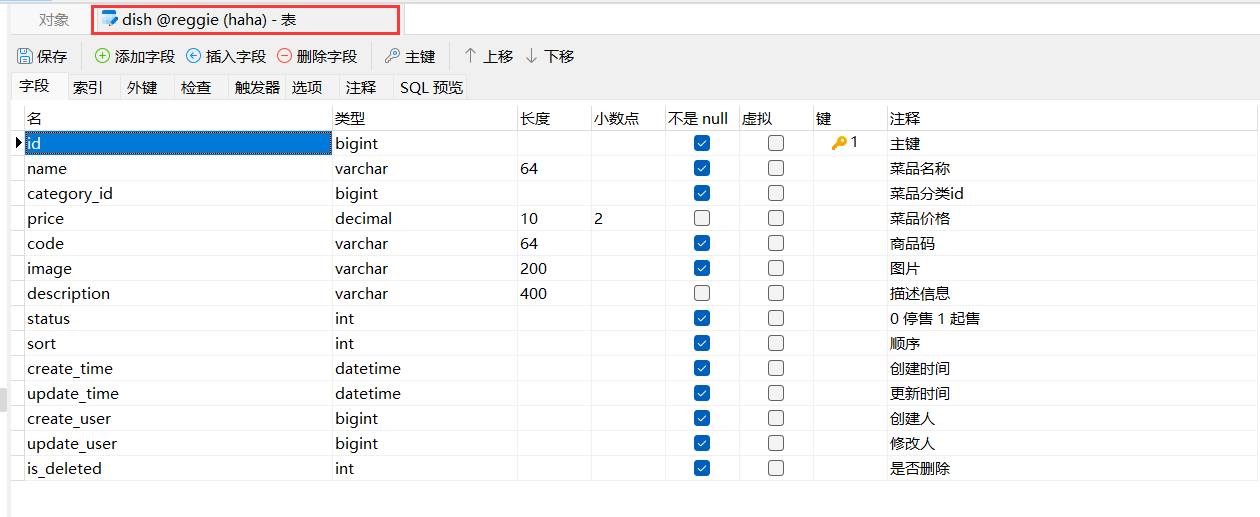 对象 dish @reggie (haha) - 表
保存 添加字段 插入字段 删除字段 主键 上移 下移
字段 索引 外键 检查 触发器 选项 注释 SQL 预览
名 类型 长度 小数点 不是 null 虚拟 键 注释
id bigint 1 主键
name varchar 64 菜品名称
category_id bigint 菜品分类id
price decimal 10 2 菜品价格
code varchar 64 商品码
image varchar 200 图片
description varchar 400 描述信息
status int 0 停售 1 起售
sort int 顺序
create_time datetime 创建时间
update_time datetime 更新时间
create_user bigint 创建人
update_user bigint 修改人
is_deleted int 是否删除